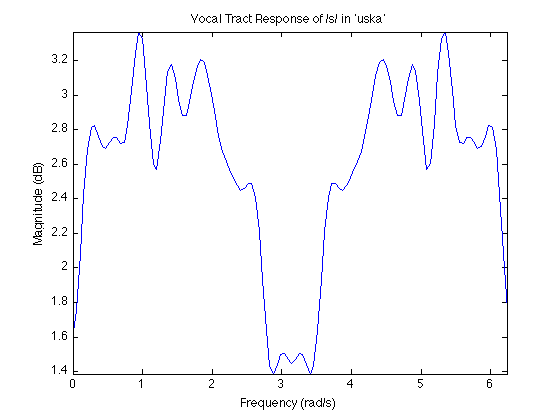 Vocal Tract Response of /s/ in 'uska'
3.2
3
2.8
2.6
2.4
2.2
2
1.8
1.6
1.4
Magnitude (dB)
0 1 2 3 4 5 6
Frequency (rad/s)